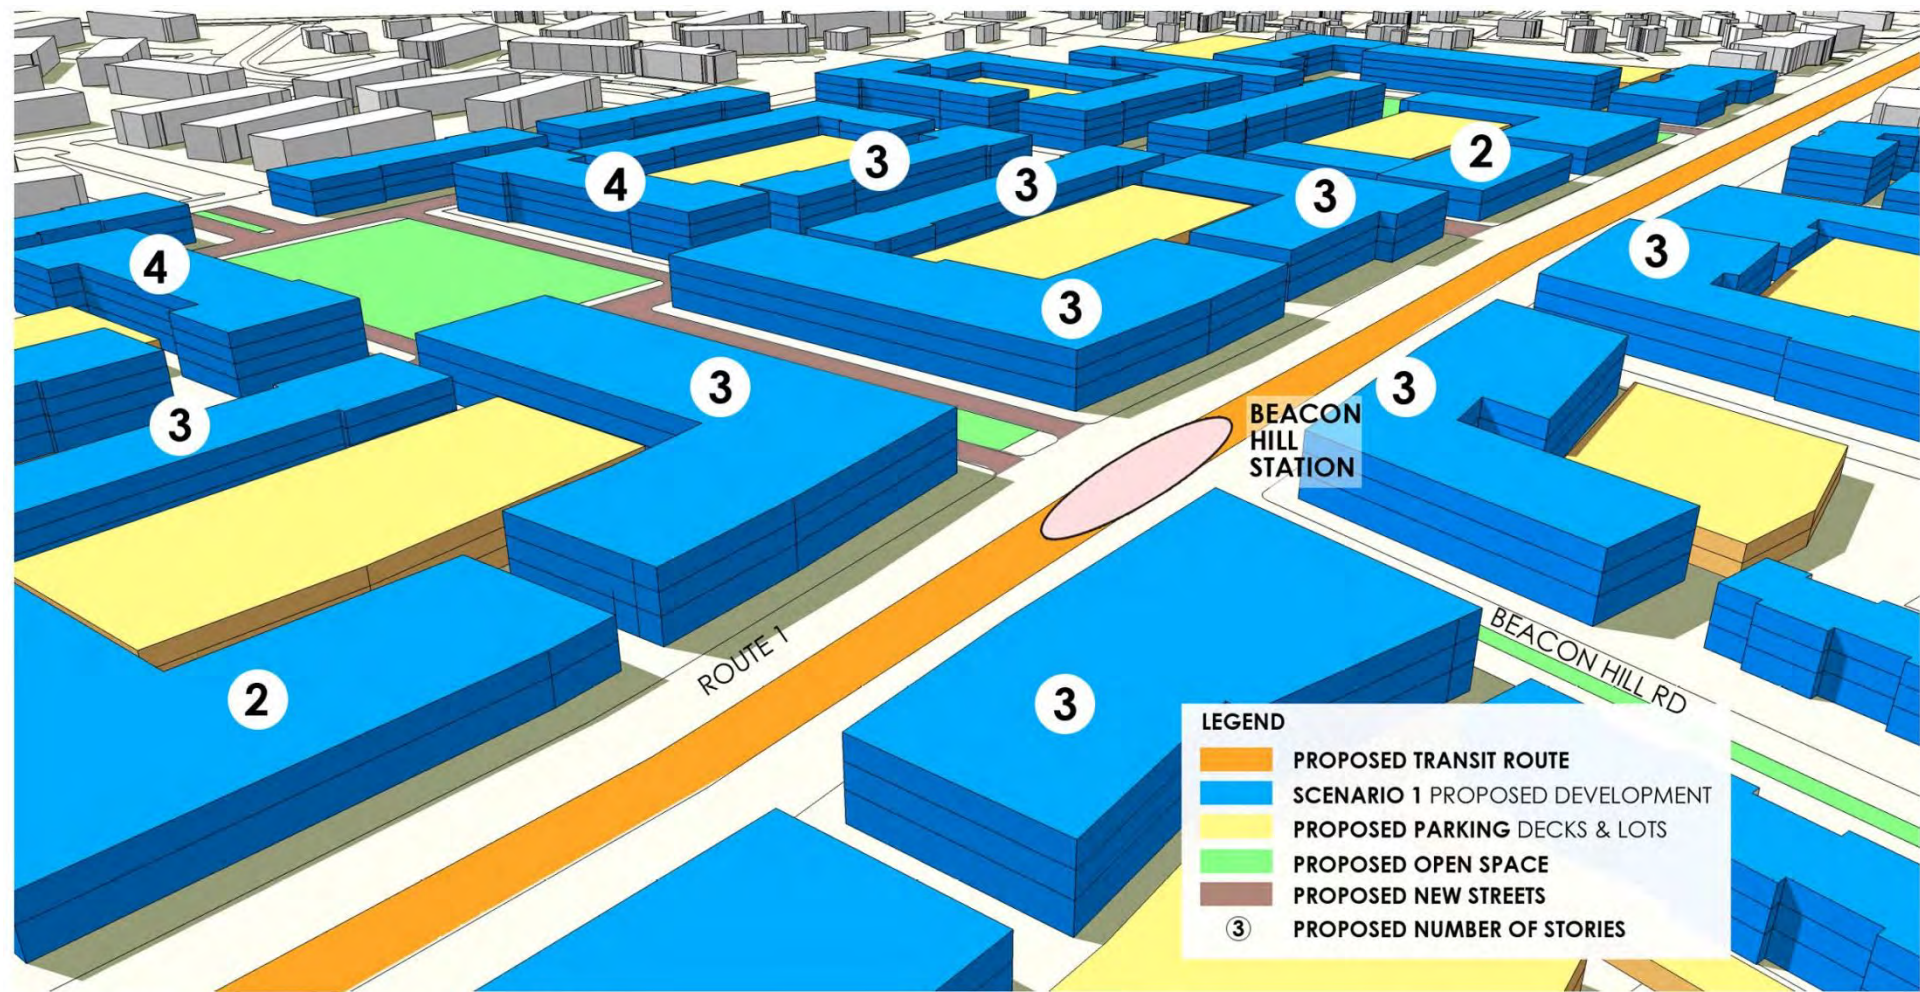 2
3
4
3
3
3
3
4
3
3
3
3
BEACON
HILL
STATION
ROUTE 1
BEACON HILL RD
2
3
LEGEND
PROPOSED TRANSIT ROUTE
SCENARIO 1 PROPOSED DEVELOPMENT
PROPOSED PARKING DECKS & LOTS
PROPOSED OPEN SPACE
PROPOSED NEW STREETS
3 PROPOSED NUMBER OF STORIES